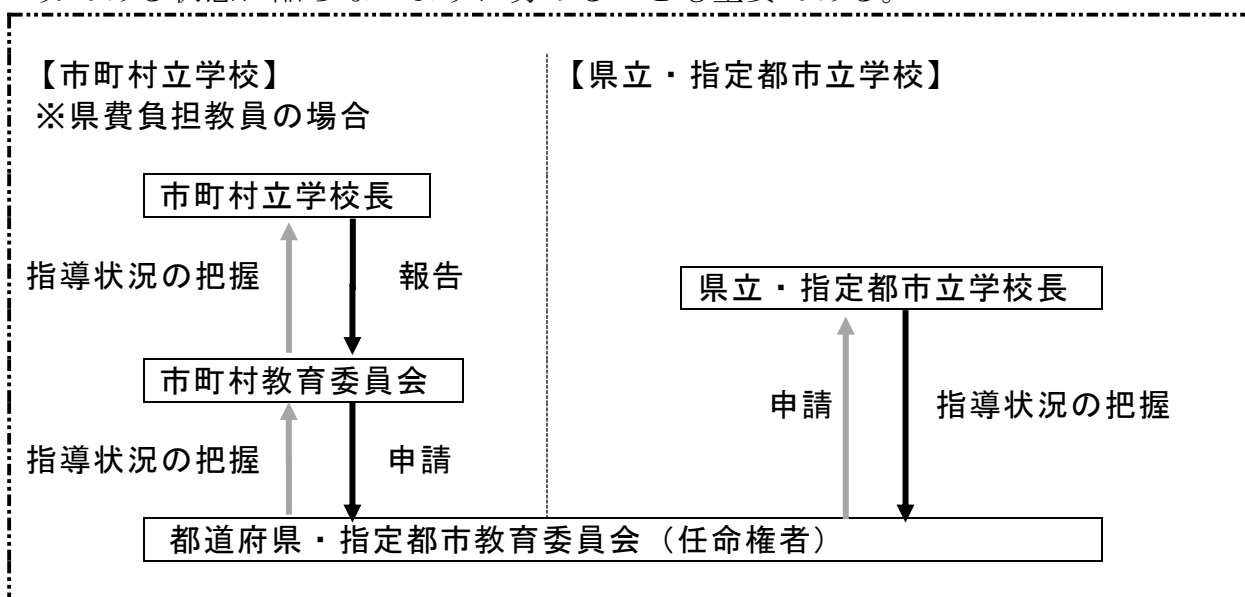 【市町村立学校】
※県費負担教員の場合
市町村立学校長
指導状況の把握
報告
市町村教育委員会
指導状況の把握
申請
【県立・指定都市立学校】
県立・指定都市立学校長
申請
指導状況の把握
都道府県・指定都市教育委員会（任命権者）